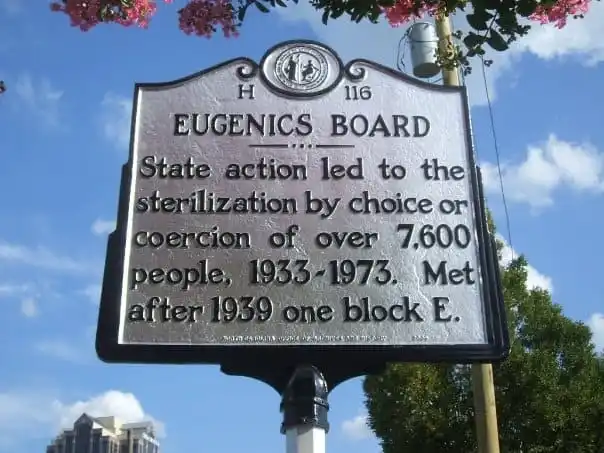 H 116
EUGENICS BOARD
State action led to the
sterilization by choice or
coercion of over 7,600
people, 1933-1973. Met
after 1939 one block E.